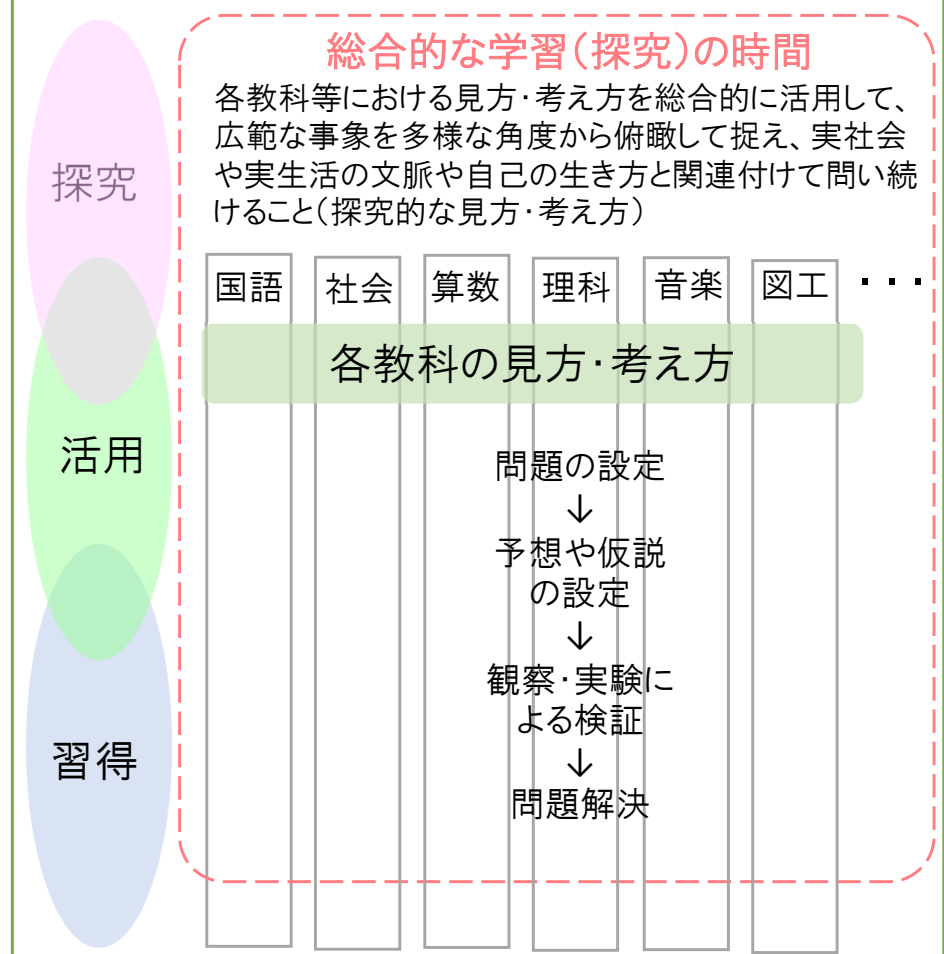 総合的な学習(探究)の時間
各教科等における見方・考え方を総合的に活用して、
広範な事象を多様な角度から俯瞰して捉え、実社会
や実生活の文脈や自己の生き方と関連付けて問い続
けること(探究的な見方・考え方)
探究
国語 社会 算数 理科 音楽 図工 ・・・
各教科の見方・考え方
活用
問題の設定
↓
予想や仮説
の設定
↓
観察・実験に
よる検証
↓
問題解決
習得